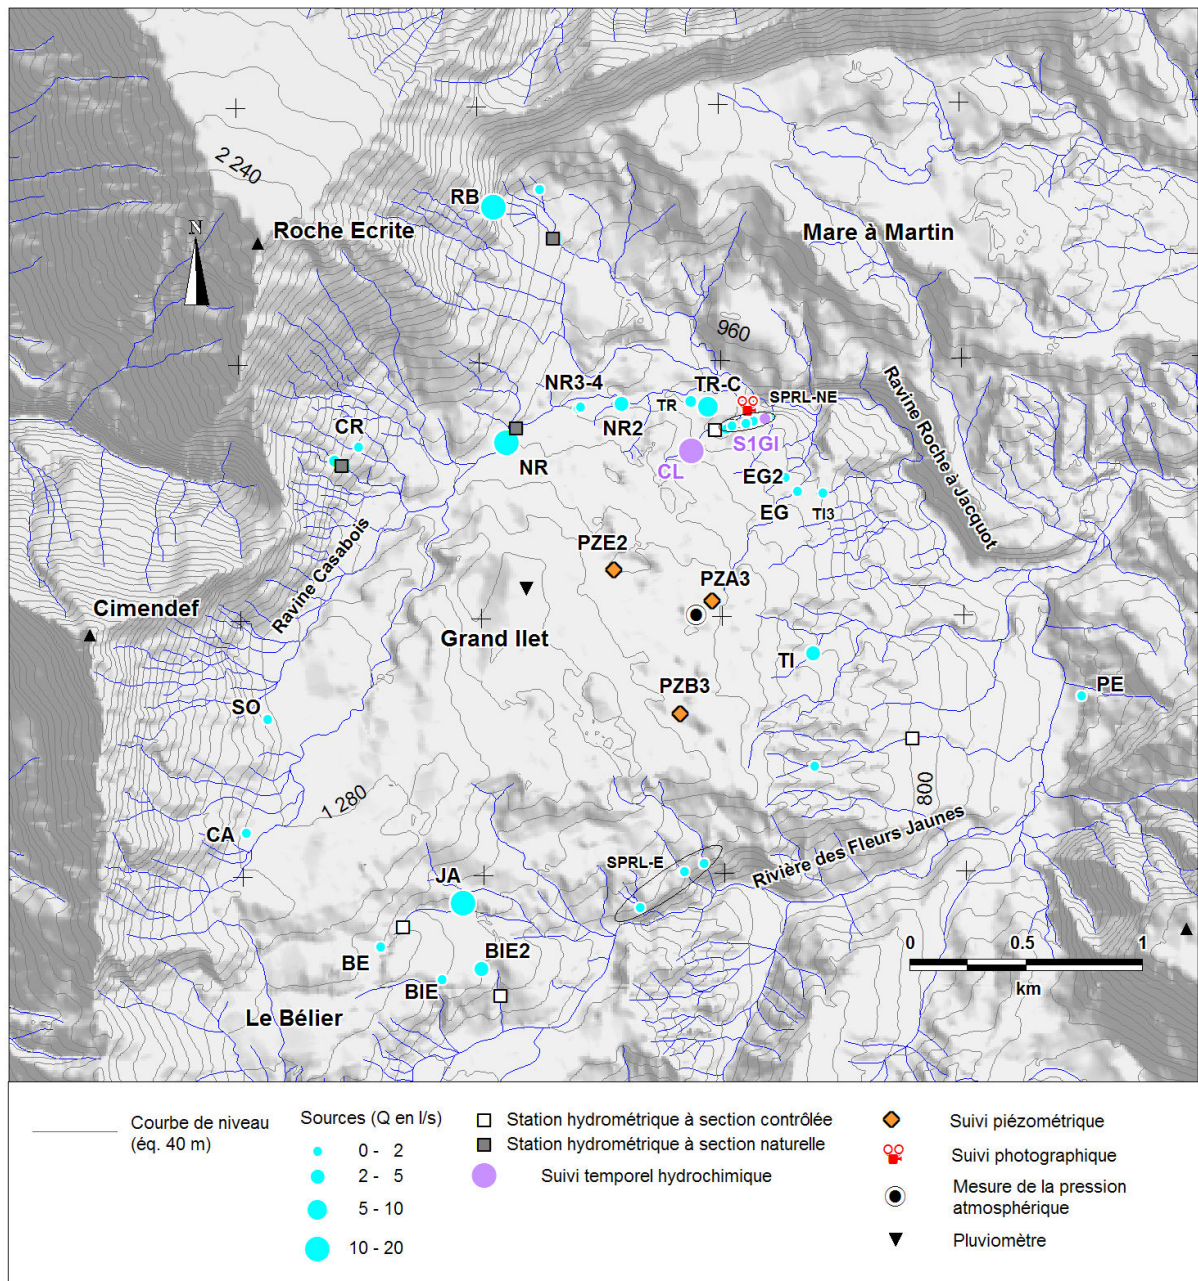 2 240
RB
N
Roche Ecrite
Mare à Martin
960
NR3-4
TR-C
TR
SPRL-NE
Ravine Roche à Jacquot
CR
NR2
S1GI
NR
CL
EG2
EG
TI3
Ravine Casabois
PZE2
PZA3
Cimendef
Grand Ilet
TI
PZB3
PE
SO
1 280
800
CA
Rivière des Fleurs Jaunes
SPRL-E
JA
BE
BIE2
BIE
0 0.5 1
km
Le Bélier
Courbe de niveau
(éq. 40 m)
Sources (Q en l/s)
0 - 2
2 - 5
5 - 10
10 - 20
Station hydrométrique à section contrôlée
Station hydrométrique à section naturelle
Suivi temporel hydrochimique
Suivi piézométrique
Suivi photographique
Mesure de la pression
atmosphérique
Pluviomètre